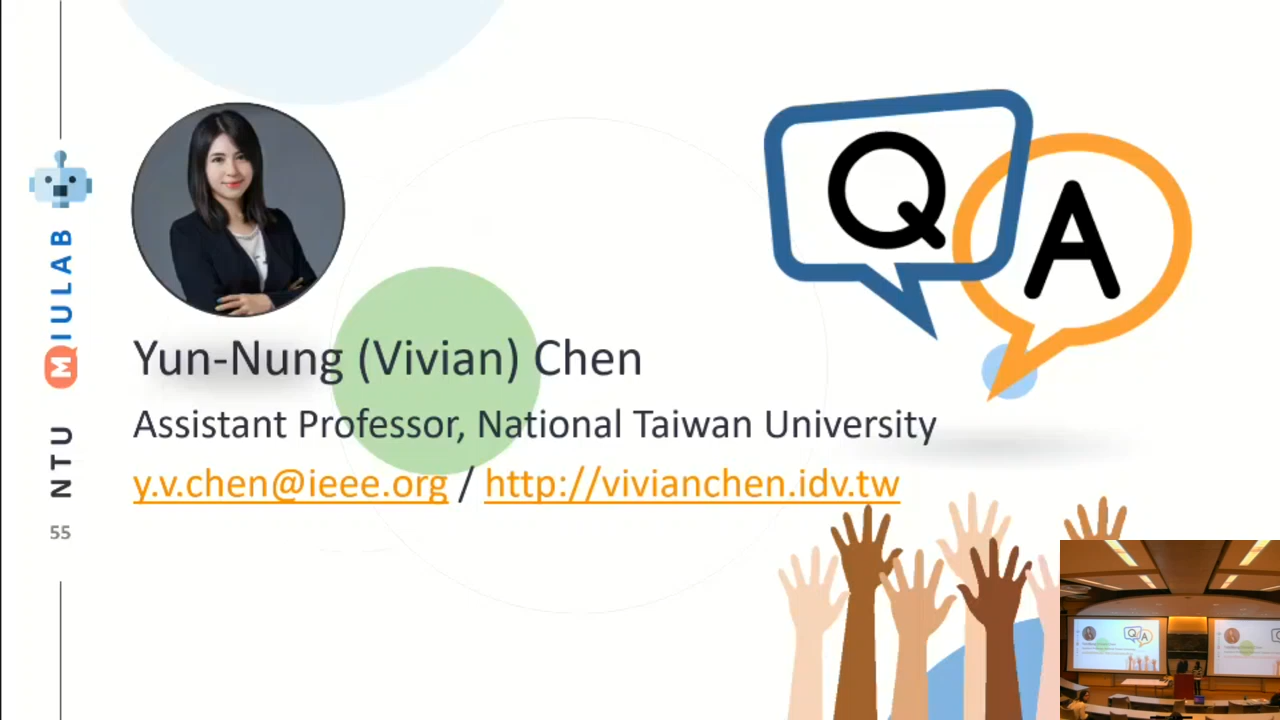 Q A
Yun-Nung (Vivian) Chen
Assistant Professor, National Taiwan University
y.v.chen@ieee.org / http://vivianchen.idv.tw
NTU MIULAB
55